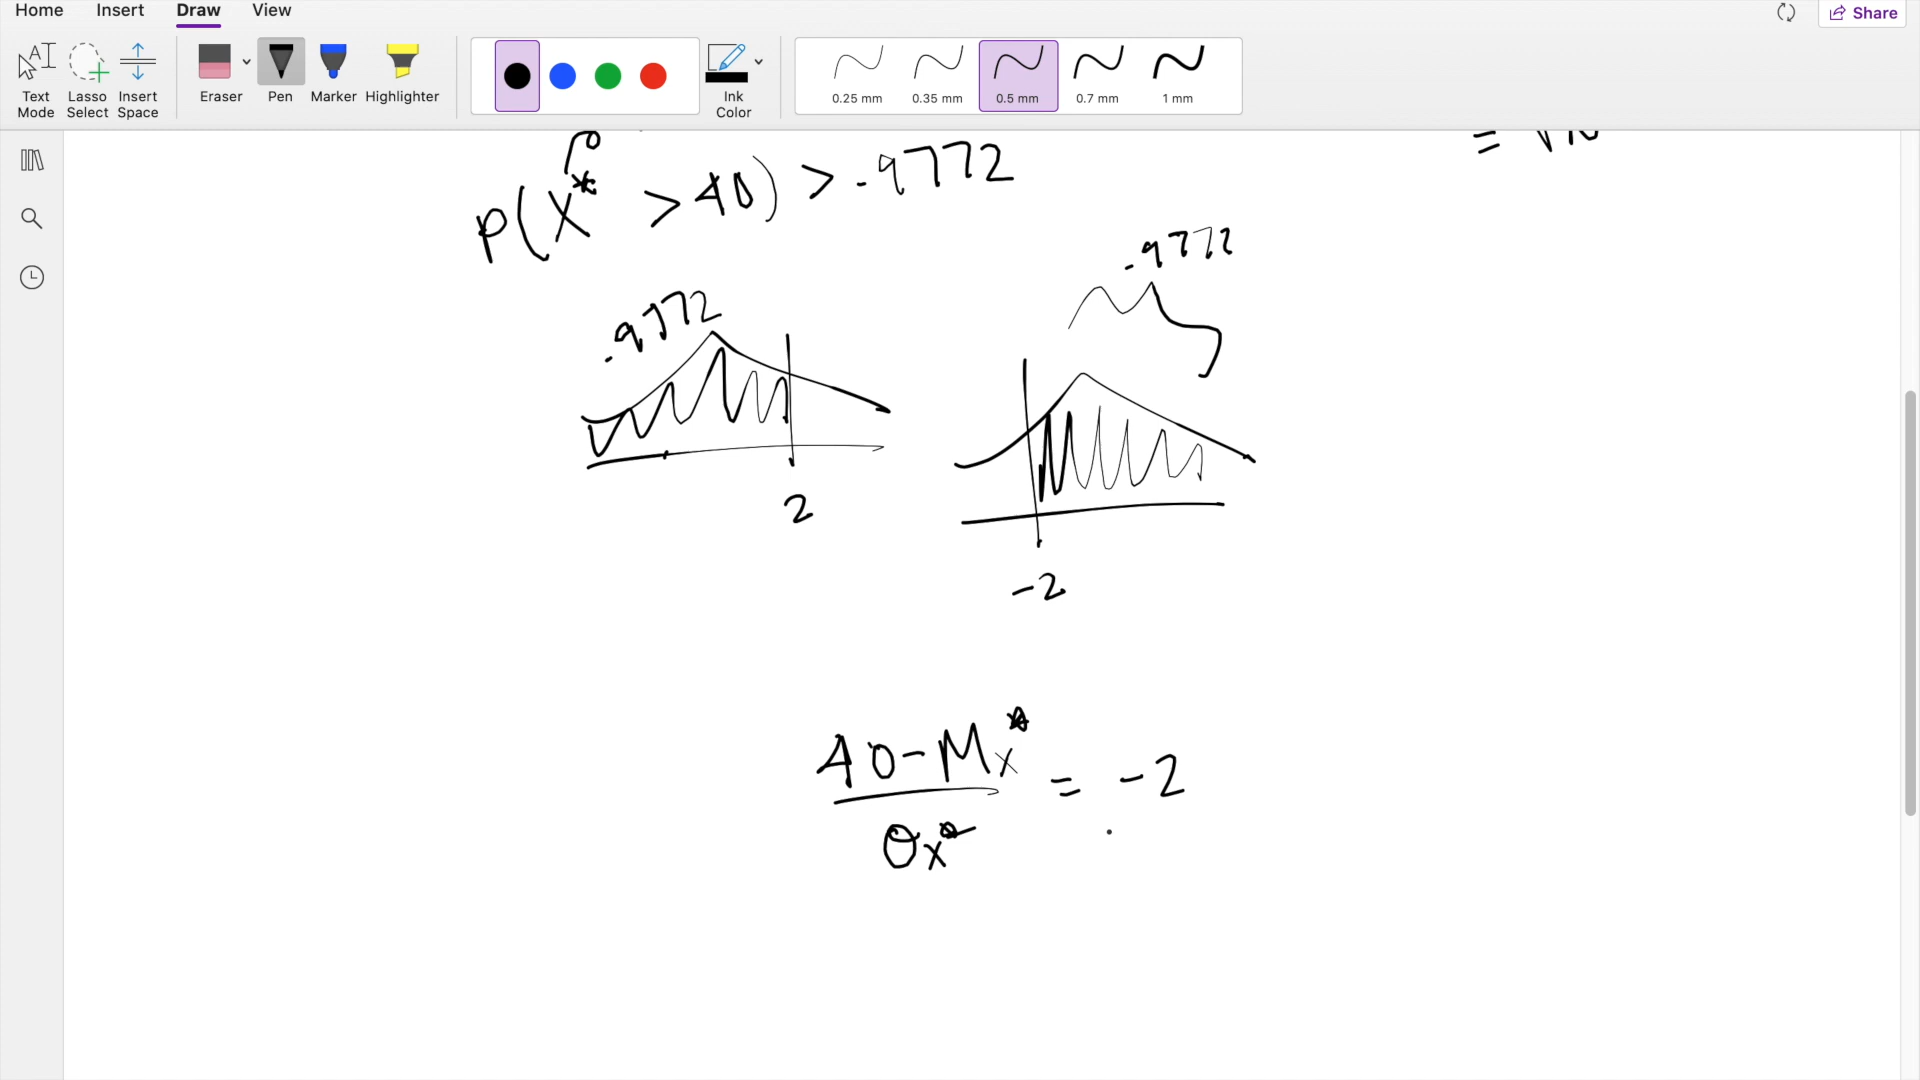 Home Insert Draw View
Share
Text Mode
Lasso Select
Insert Space
Eraser
Pen
Marker
Highlighter
Ink Color
0.25 mm
0.35 mm
0.5 mm
0.7 mm
1 mm
P(X* > 40) > .9772
.9772
.9772
2
-2
40-Mx*
= -2
σx*